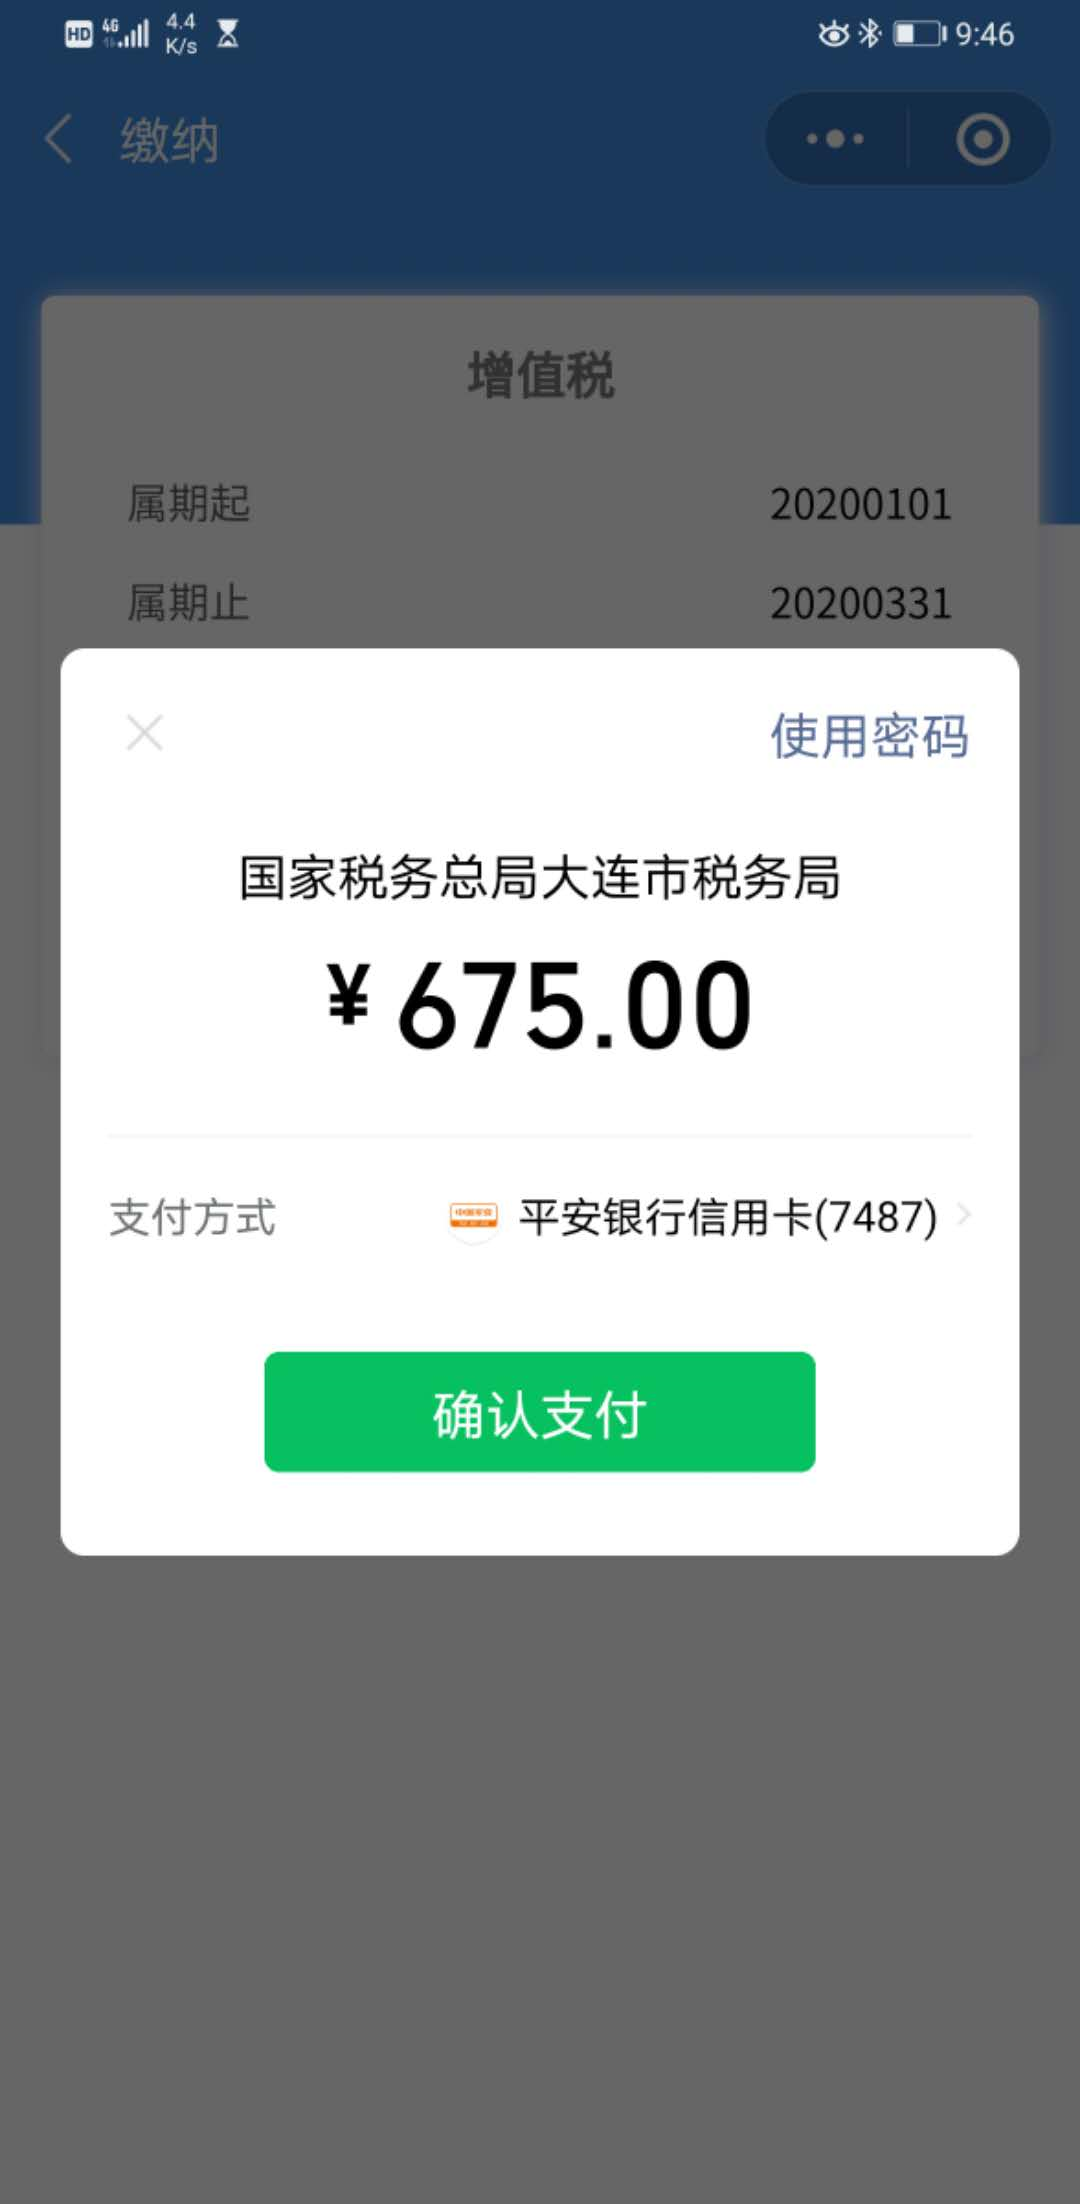 HD 4G 4.4 K/s 9:46
缴纳
增值税
属期起 20200101
属期止 20200331
使用密码
国家税务总局大连市税务局
¥675.00
支付方式 平安银行信用卡(7487)
确认支付